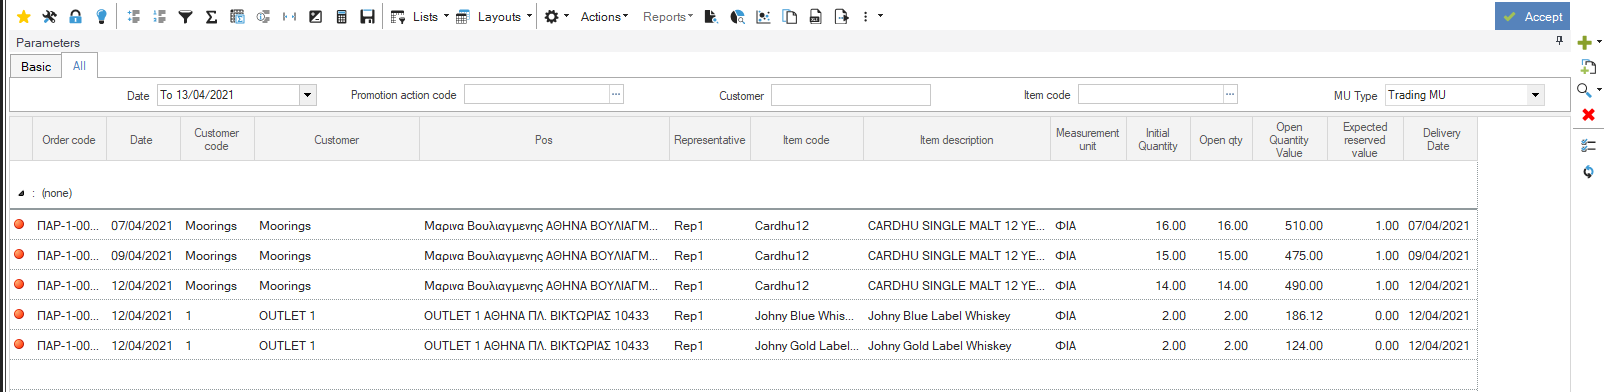 Lists Layouts Actions Reports Accept
Parameters
Basic All
Date To 13/04/2021 Promotion action code Customer Item code MU Type Trading MU
Order code Date Customer code Customer Pos Representative Item code Item description Measurement unit Initial Quantity Open qty Open Quantity Value Expected reserved value Delivery Date
: (none)
ΠΑΡ-1-00... 07/04/2021 Moorings Moorings Μαρινα Βουλιαγμενης ΑΘΗΝΑ ΒΟΥΛΙΑΓΜ... Rep1 Cardhu12 CARDHU SINGLE MALT 12 YE... ΦΙΑ 16.00 16.00 510.00 1.00 07/04/2021
ΠΑΡ-1-00... 09/04/2021 Moorings Moorings Μαρινα Βουλιαγμενης ΑΘΗΝΑ ΒΟΥΛΙΑΓΜ... Rep1 Cardhu12 CARDHU SINGLE MALT 12 YE... ΦΙΑ 15.00 15.00 475.00 1.00 09/04/2021
ΠΑΡ-1-00... 12/04/2021 Moorings Moorings Μαρινα Βουλιαγμενης ΑΘΗΝΑ ΒΟΥΛΙΑΓΜ... Rep1 Cardhu12 CARDHU SINGLE MALT 12 YE... ΦΙΑ 14.00 14.00 490.00 1.00 12/04/2021
ΠΑΡ-1-00... 12/04/2021 1 OUTLET 1 OUTLET 1 ΑΘΗΝΑ ΠΛ. ΒΙΚΤΩΡΙΑΣ 10433 Rep1 Johny Blue Whis... Johny Blue Label Whiskey ΦΙΑ 2.00 2.00 186.12 0.00 12/04/2021
ΠΑΡ-1-00... 12/04/2021 1 OUTLET 1 OUTLET 1 ΑΘΗΝΑ ΠΛ. ΒΙΚΤΩΡΙΑΣ 10433 Rep1 Johny Gold Label... Johny Gold Label Whiskey ΦΙΑ 2.00 2.00 124.00 0.00 12/04/2021